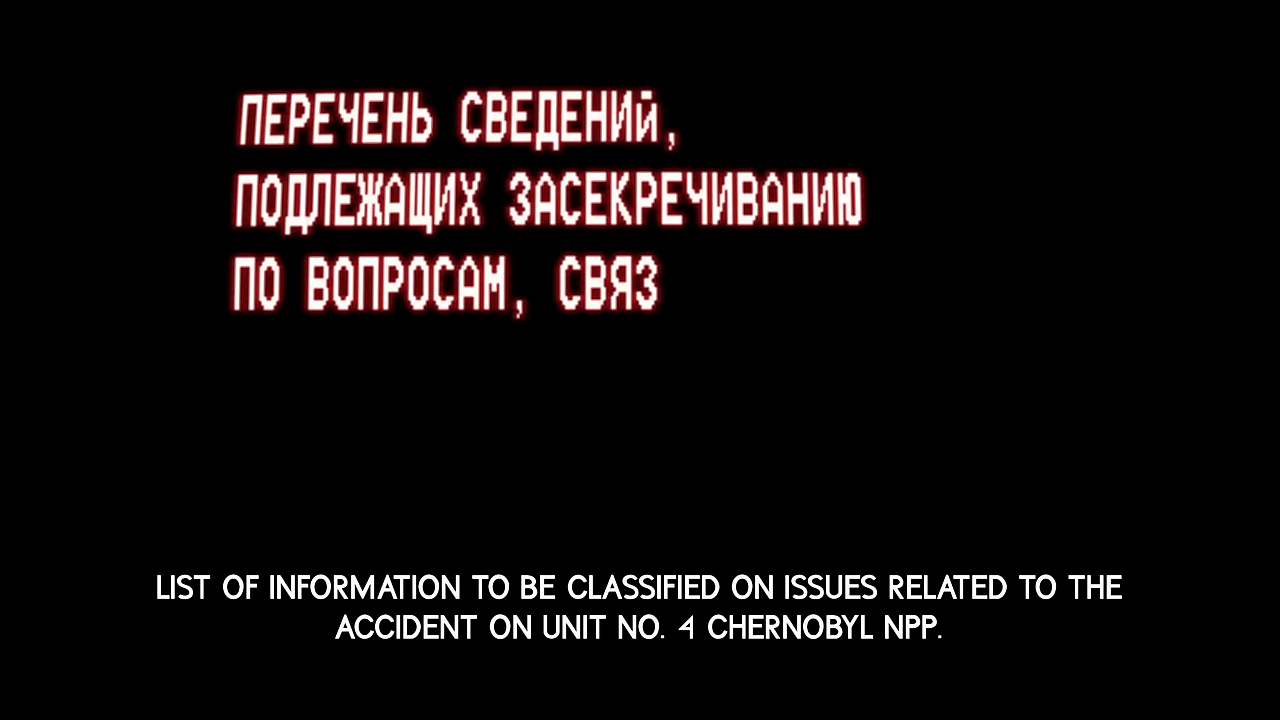 ПЕРЕЧЕНЬ СВЕДЕНИй,
ПОДЛЕЖАЩИХ ЗАСЕКРЕЧИВАНИЮ
ПО ВОПРОСАМ, СВЯЗ
LIST OF INFORMATION TO BE CLASSIFIED ON ISSUES RELATED TO THE
ACCIDENT ON UNIT NO. 4 CHERNOBYL NPP.